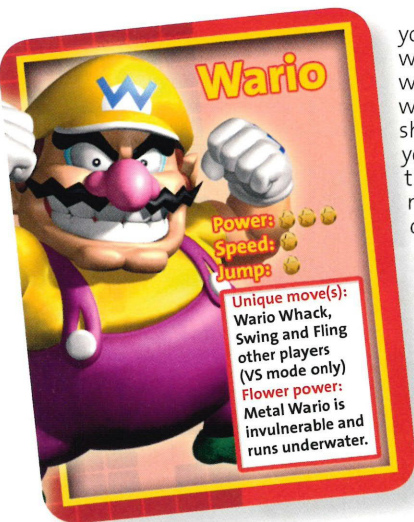 Wario
Power:
Speed:
Jump:
Unique move(s):
Wario Whack,
Swing and Fling
other players
(VS mode only)
Flower power:
Metal Wario is
invulnerable and
runs underwater.
W